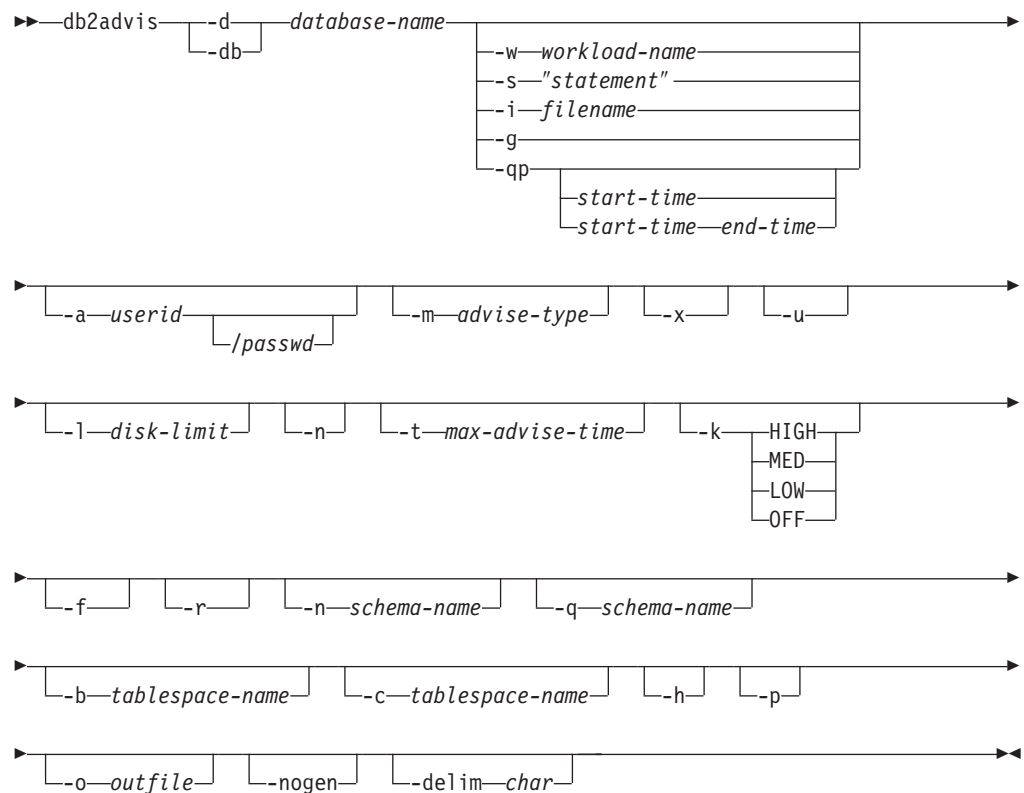 db2advis -d database-name
-db
-w workload-name
-s "statement"
-i filename
-g
-qp
start-time
start-time end-time
-a userid -m advise-type -x -u
/passwd
-l disk-limit -n -t max-advise-time -k HIGH
MED
LOW
OFF
-f -r -n schema-name -q schema-name
-b tablespace-name -c tablespace-name -h -p
-o outfile -nogen -delim char